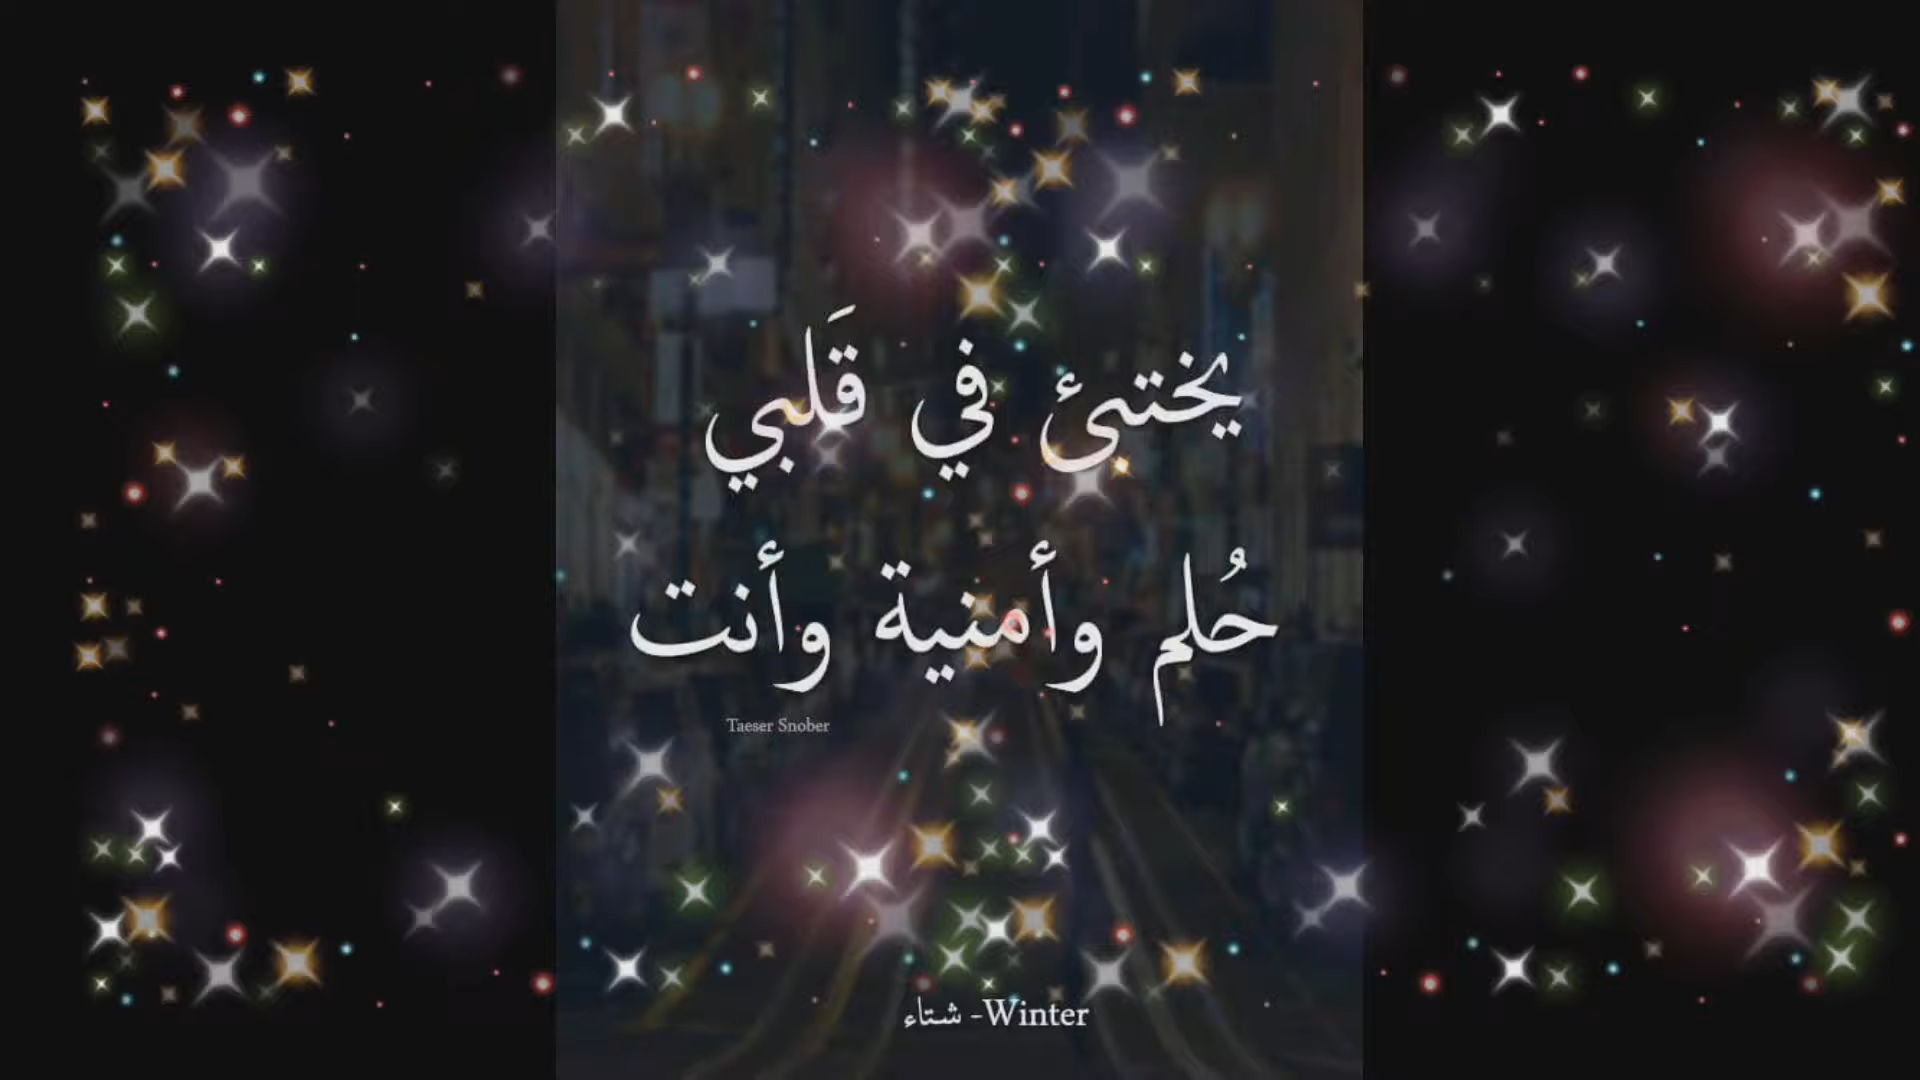 يختبئ في قَلبي
حُلم وأمنية وأنت
Taeser Snober
شتاء -Winter